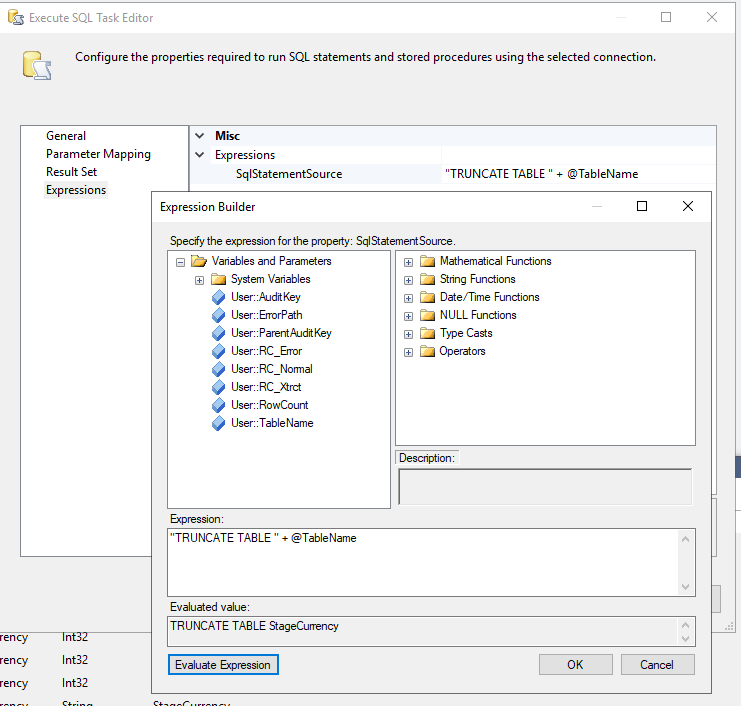 Execute SQL Task Editor
Configure the properties required to run SQL statements and stored procedures using the selected connection.
General
Parameter Mapping
Result Set
Expressions
Misc
Expressions
SqlStatementSource "TRUNCATE TABLE " + @TableName
Expression Builder
Specify the expression for the property: SqlStatementSource.
Variables and Parameters
System Variables
User::AuditKey
User::ErrorPath
User::ParentAuditKey
User::RC_Error
User::RC_Normal
User::RC_Xtrct
User::RowCount
User::TableName
Mathematical Functions
String Functions
Date/Time Functions
NULL Functions
Type Casts
Operators
Description:
Expression:
"TRUNCATE TABLE " + @TableName
Evaluated value:
TRUNCATE TABLE StageCurrency
Evaluate Expression
OK
Cancel
rency Int32
rency Int32
rency Int32
rency String StageCurrency